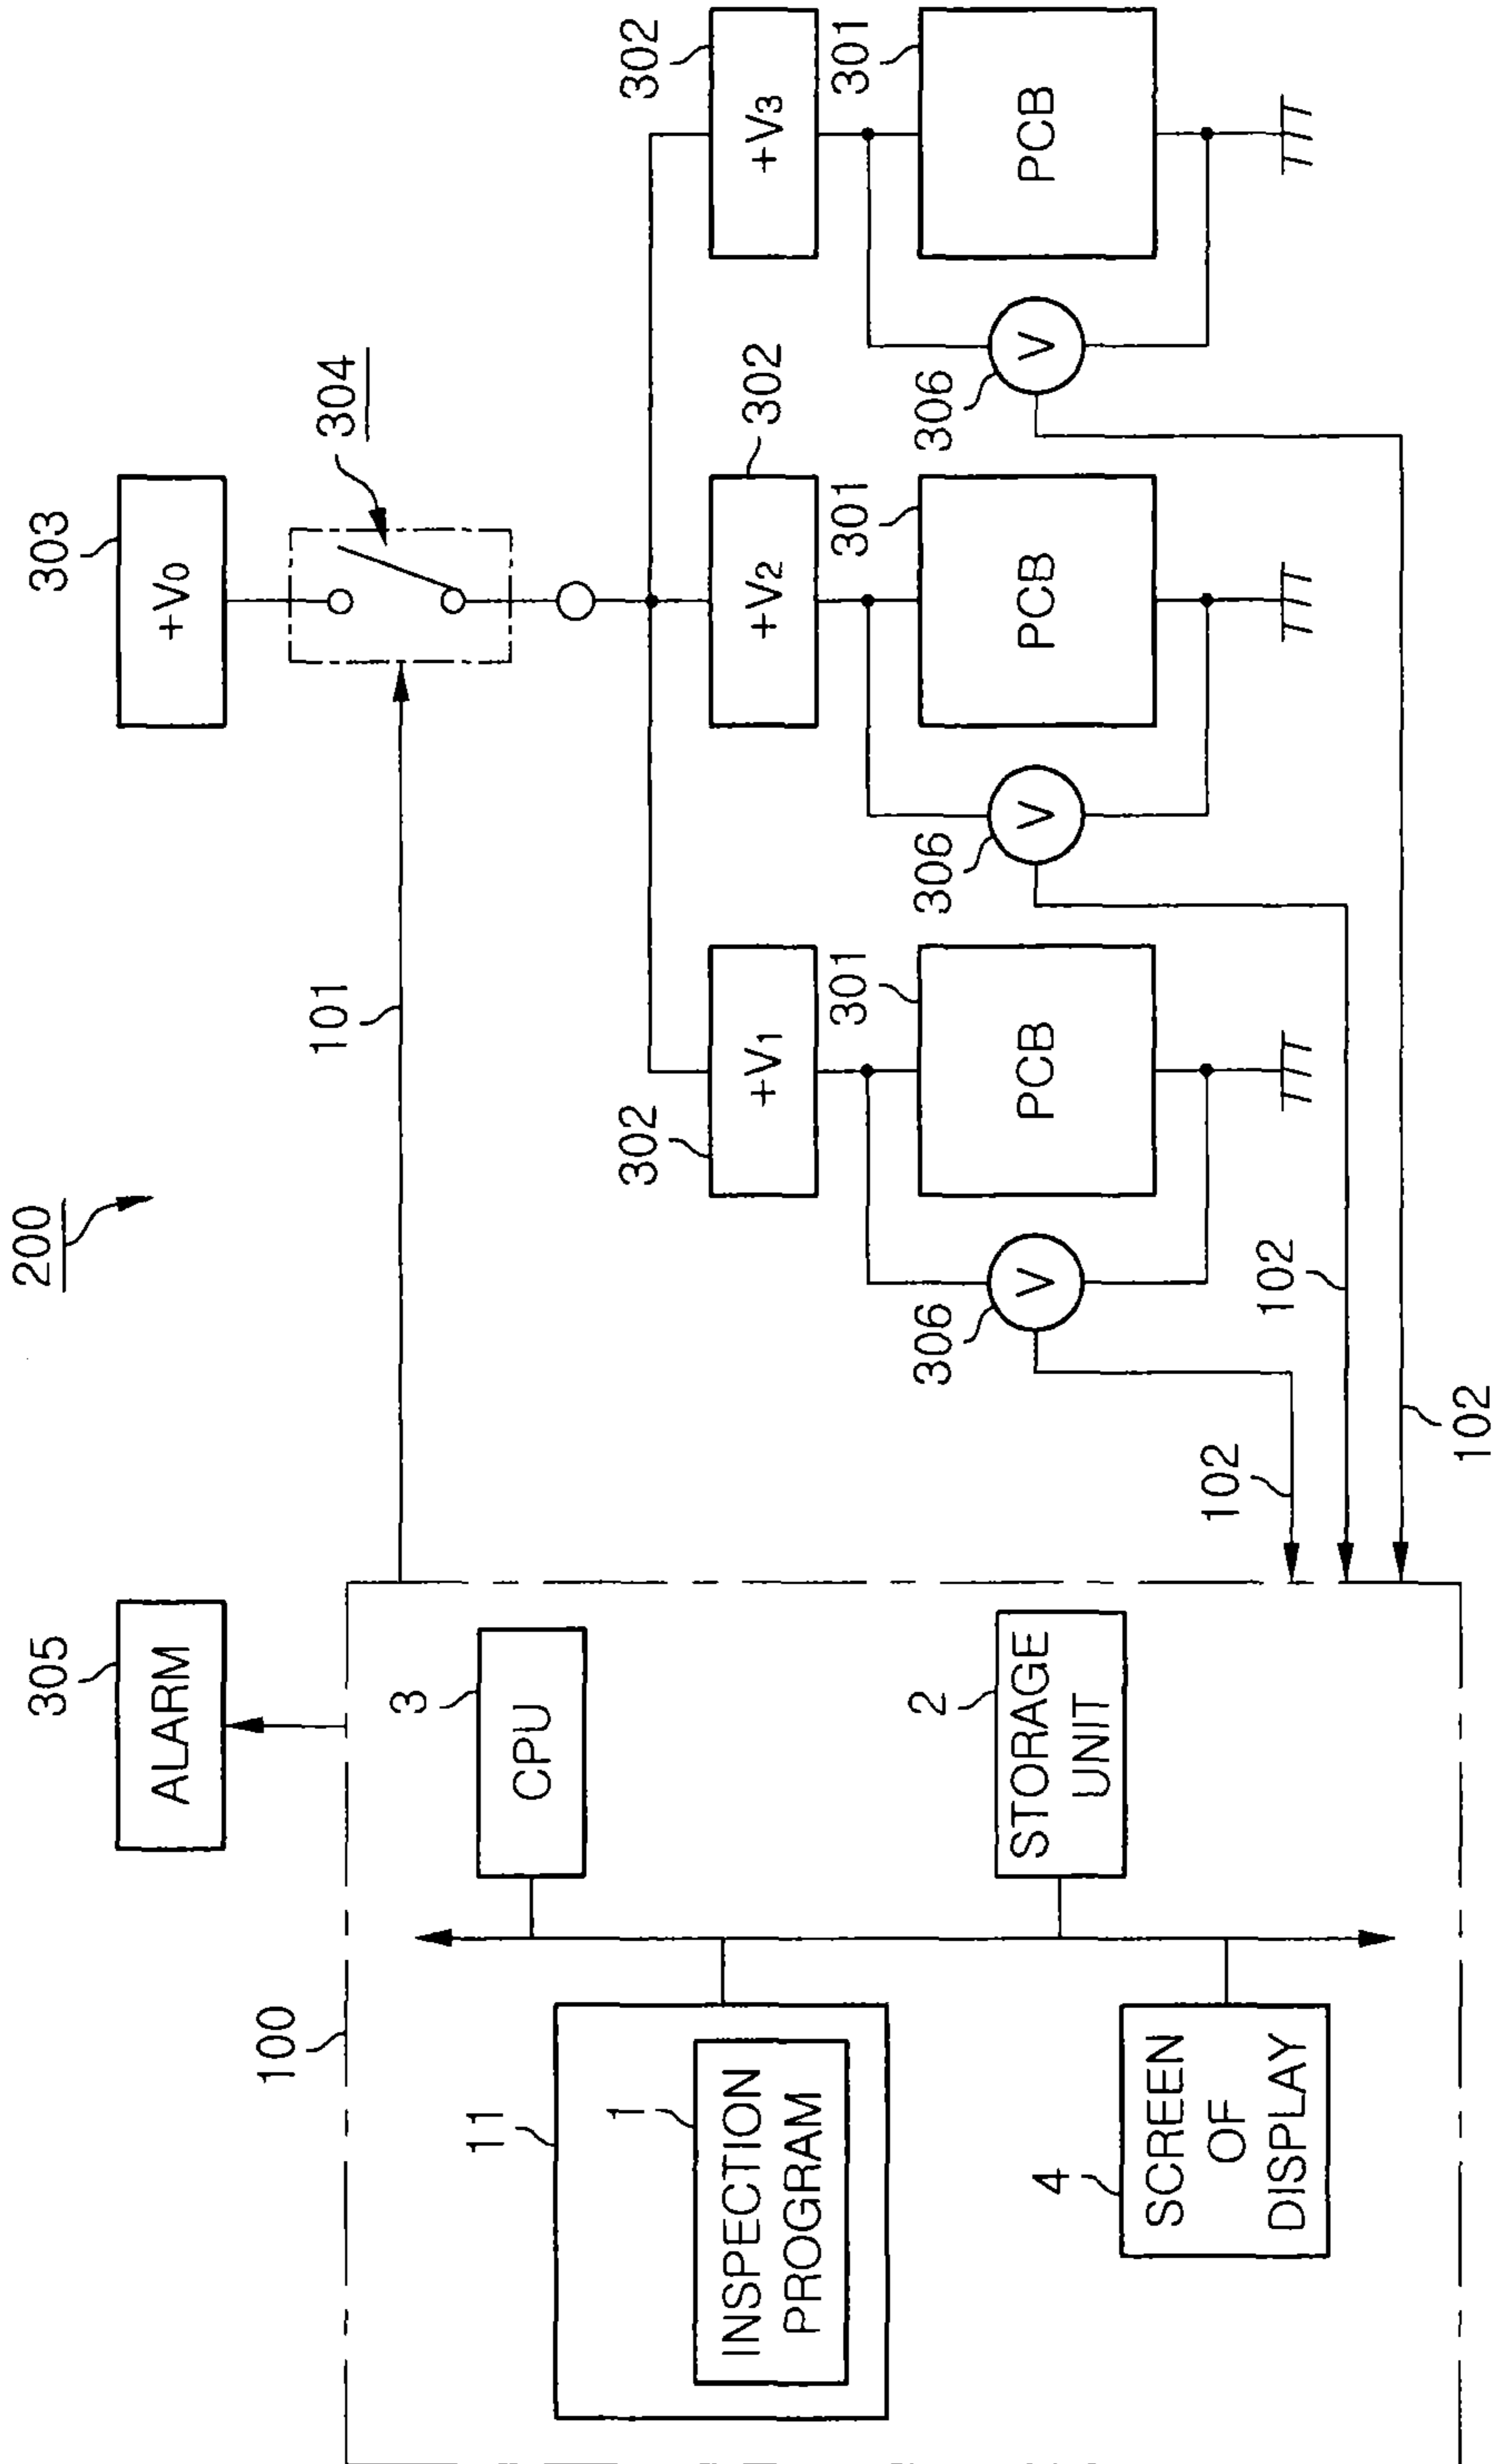 200
303
+V0
304
101
305
ALARM
100
3
CPU
11
1
INSPECTION
PROGRAM
2
STORAGE
UNIT
4
SCREEN
OF
DISPLAY
302
+V1
302
+V2
302
+V3
301
PCB
301
PCB
301
PCB
306
V
306
V
306
V
102
102
102